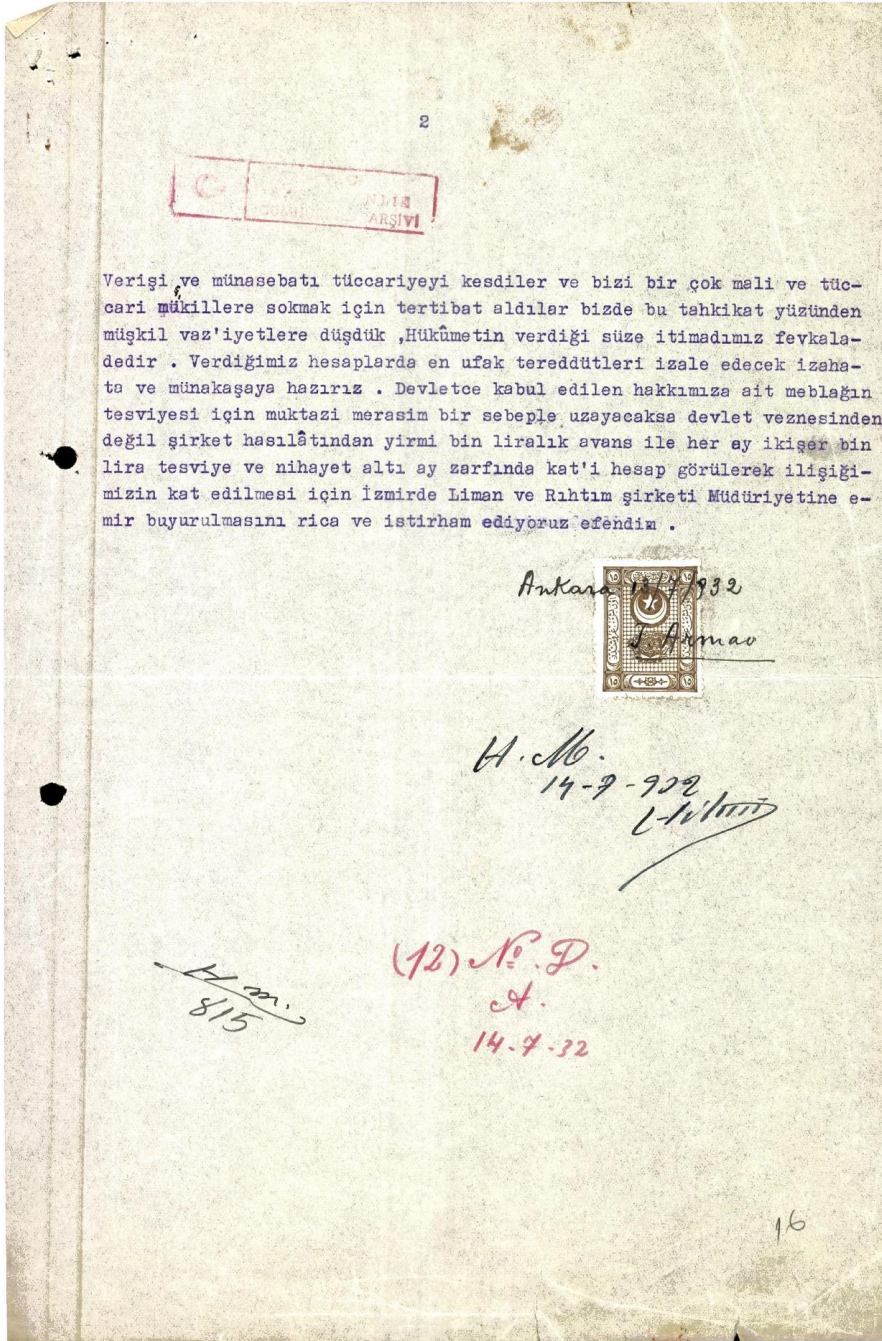 2
ARŞİVİ
Verişi ve münasebatı tüccariyeyi kesdiler ve bizi bir çok mali ve tüc-
cari müşkillere sokmak için tertibat aldılar bizde bu tahkikat yüzünden
müşkil vaz'iyetlere düşdük ,Hükûmetin verdiği süze itimadımız fevkala-
dedir . Verdiğimiz hesaplarda en ufak tereddütleri izale edecek izaha-
ta ve münakaşaya hazırız . Devletce kabul edilen hakkımıza ait meblağın
tesviyesi için muktazi merasim bir sebeple uzayacaksa devlet veznesinden
değil şirket hasılâtından yirmi bin liralık avans ile her ay ikişer bin
lira tesviye ve nihayet altı ay zarfında kat'i hesap görülerek ilişiği-
mizin kat edilmesi için İzmirde Liman ve Rıhtım şirketi Müdüriyetine e-
mir buyurulmasını rica ve istirham ediyoruz efendim .
Ankara 13/7/932
J. Armao
H. M.
14-7-932
(12) Nº. D.
A.
14.7.32
H m.
815
16